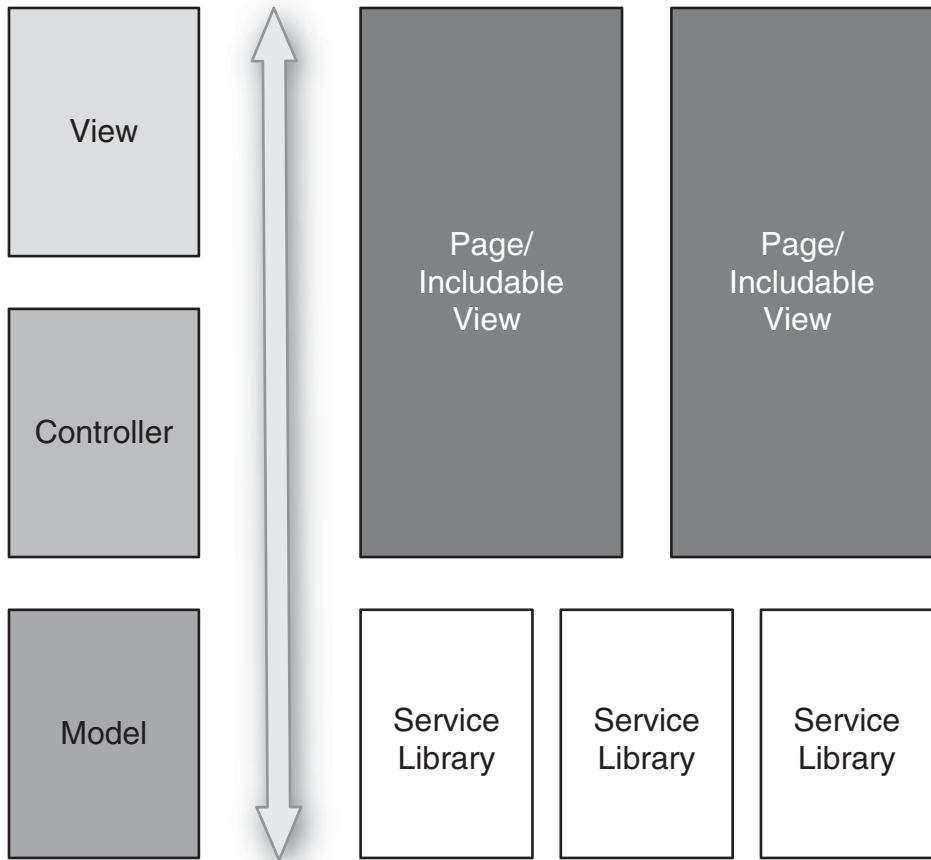 View
Page/
Includable
View
Page/
Includable
View
Controller
Model
Service
Library
Service
Library
Service
Library